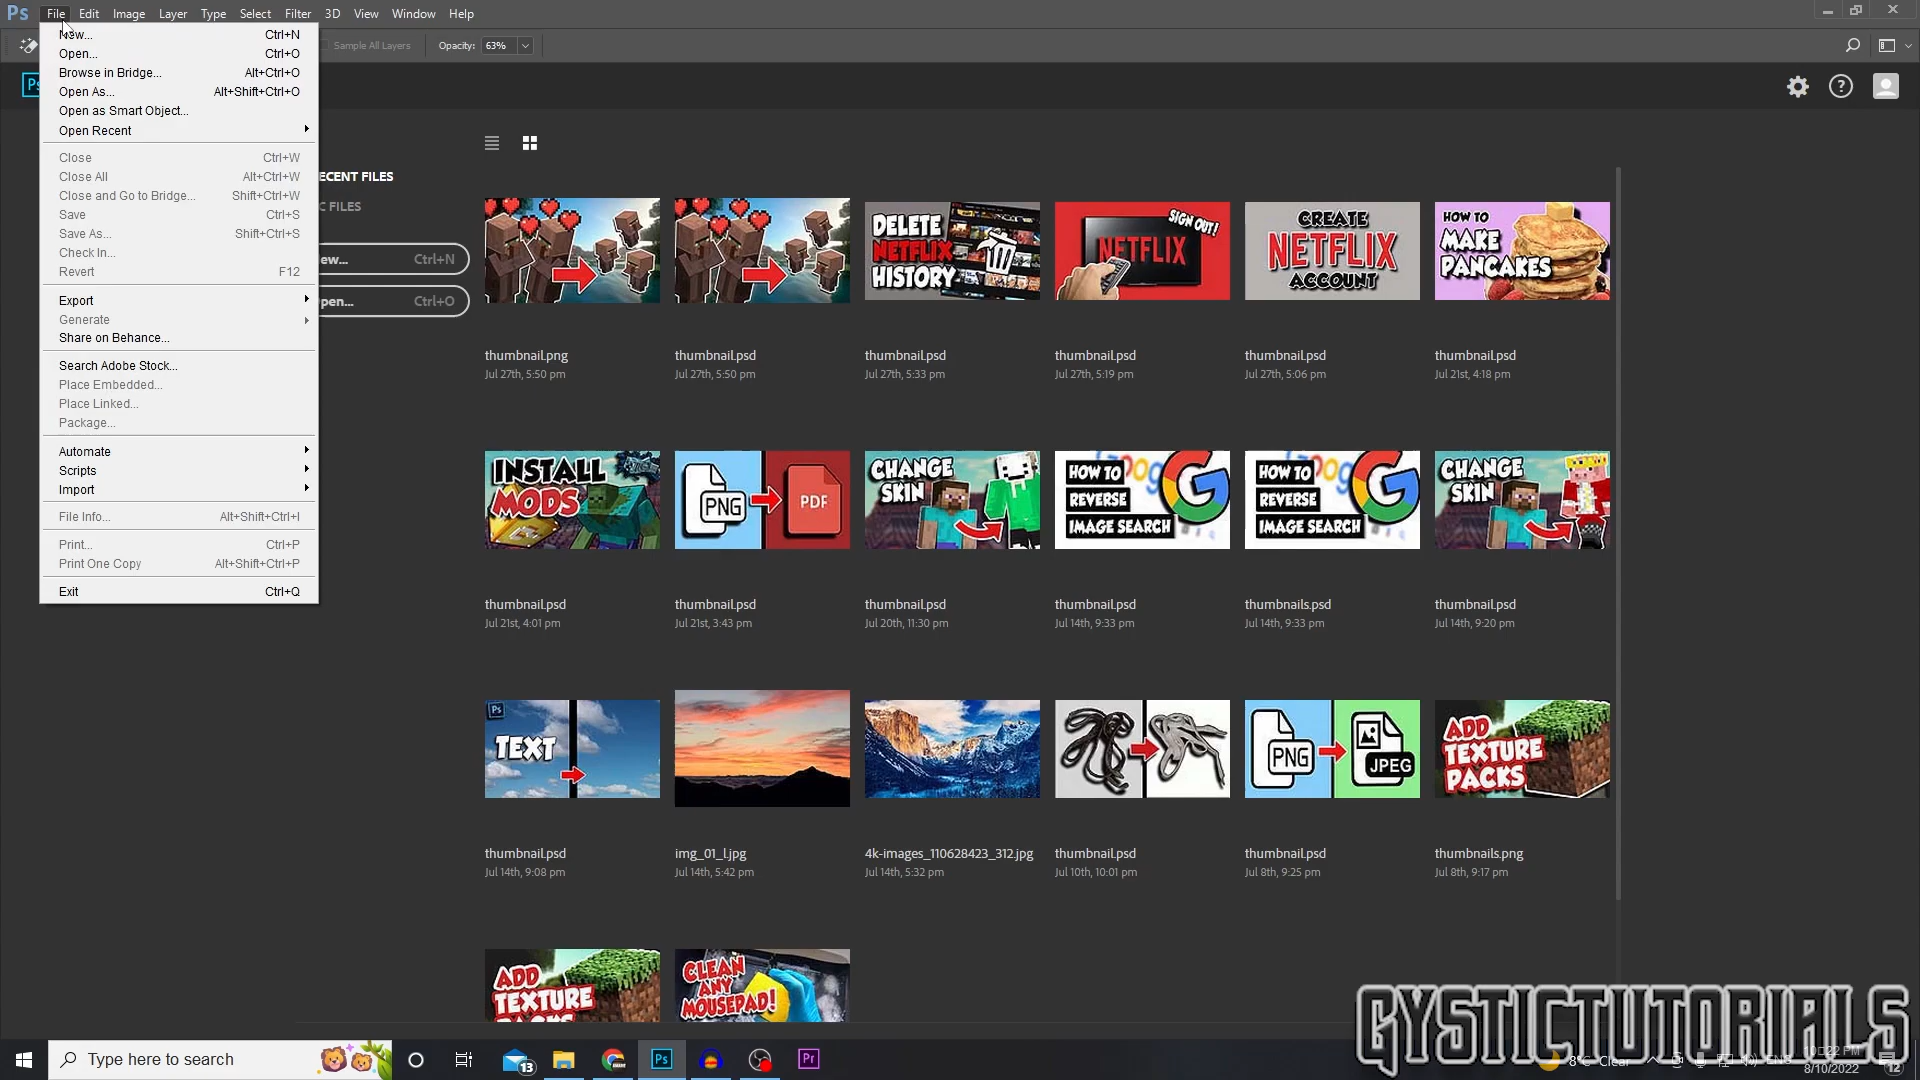 Ps File Edit Image Layer Type Select Filter 3D View Window Help
Sample All Layers Opacity: 63%
Ps
New... Ctrl+N
Open... Ctrl+O
Browse in Bridge... Alt+Ctrl+O
Open As... Alt+Shift+Ctrl+O
Open as Smart Object...
Open Recent
Close Ctrl+W
Close All Alt+Ctrl+W
Close and Go to Bridge... Shift+Ctrl+W
Save Ctrl+S
Save As... Shift+Ctrl+S
Check In...
Revert F12
Export
Generate
Share on Behance...
Search Adobe Stock...
Place Embedded...
Place Linked...
Package...
Automate
Scripts
Import
File Info... Alt+Shift+Ctrl+I
Print... Ctrl+P
Print One Copy Alt+Shift+Ctrl+P
Exit Ctrl+Q
ECENT FILES
C FILES
ew... Ctrl+N
pen... Ctrl+O
DELETE
NETFLIX
HISTORY
SIGN OUT!
NETFLIX
CREATE
NETFLIX
ACCOUNT
HOW TO
MAKE
PANCAKES
thumbnail.png thumbnail.psd thumbnail.psd thumbnail.psd thumbnail.psd thumbnail.psd
Jul 27th, 5:50 pm Jul 27th, 5:50 pm Jul 27th, 5:33 pm Jul 27th, 5:19 pm Jul 27th, 5:06 pm Jul 21st, 4:18 pm
INSTALL
MODS
PNG PDF
CHANGE
SKIN
Google
HOW TO
REVERSE
IMAGE SEARCH
Google
HOW TO
REVERSE
IMAGE SEARCH
CHANGE
SKIN
thumbnail.psd thumbnail.psd thumbnail.psd thumbnail.psd thumbnails.psd thumbnail.psd
Jul 21st, 4:01 pm Jul 21st, 3:43 pm Jul 20th, 11:30 pm Jul 14th, 9:33 pm Jul 14th, 9:33 pm Jul 14th, 9:20 pm
Ps
TEXT
PNG JPEG
ADD
TEXTURE
PACKS
thumbnail.psd img_01_l.jpg 4k-images_110628423_312.jpg thumbnail.psd thumbnail.psd thumbnails.png
Jul 14th, 9:08 pm Jul 14th, 5:42 pm Jul 14th, 5:32 pm Jul 10th, 10:01 pm Jul 8th, 9:25 pm Jul 8th, 9:17 pm
ADD
TEXTURE
PACKS
CLEAN
ANY
MOUSEPAD!
GYSTICTUTORIALS
Type here to search
13
Ps
Pr
8°C Clear
ENG
10:22 PM
8/10/2022
12